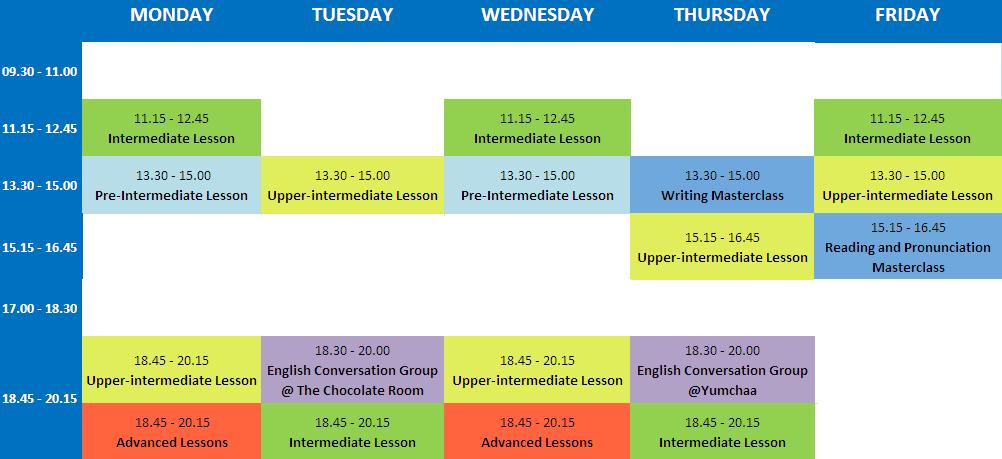 MONDAY TUESDAY WEDNESDAY THURSDAY FRIDAY
09.30 - 11.00
11.15 - 12.45
11.15 - 12.45
Intermediate Lesson
11.15 - 12.45
Intermediate Lesson
11.15 - 12.45
Intermediate Lesson
13.30 - 15.00
13.30 - 15.00
Pre-Intermediate Lesson
13.30 - 15.00
Upper-intermediate Lesson
13.30 - 15.00
Pre-Intermediate Lesson
13.30 - 15.00
Writing Masterclass
13.30 - 15.00
Upper-intermediate Lesson
15.15 - 16.45
15.15 - 16.45
Upper-intermediate Lesson
15.15 - 16.45
Reading and Pronunciation
Masterclass
17.00 - 18.30
18.45 - 20.15
18.45 - 20.15
Upper-intermediate Lesson
18.30 - 20.00
English Conversation Group
@ The Chocolate Room
18.45 - 20.15
Upper-intermediate Lesson
18.30 - 20.00
English Conversation Group
@Yumchaa
18.45 - 20.15
Advanced Lessons
18.45 - 20.15
Intermediate Lesson
18.45 - 20.15
Advanced Lessons
18.45 - 20.15
Intermediate Lesson